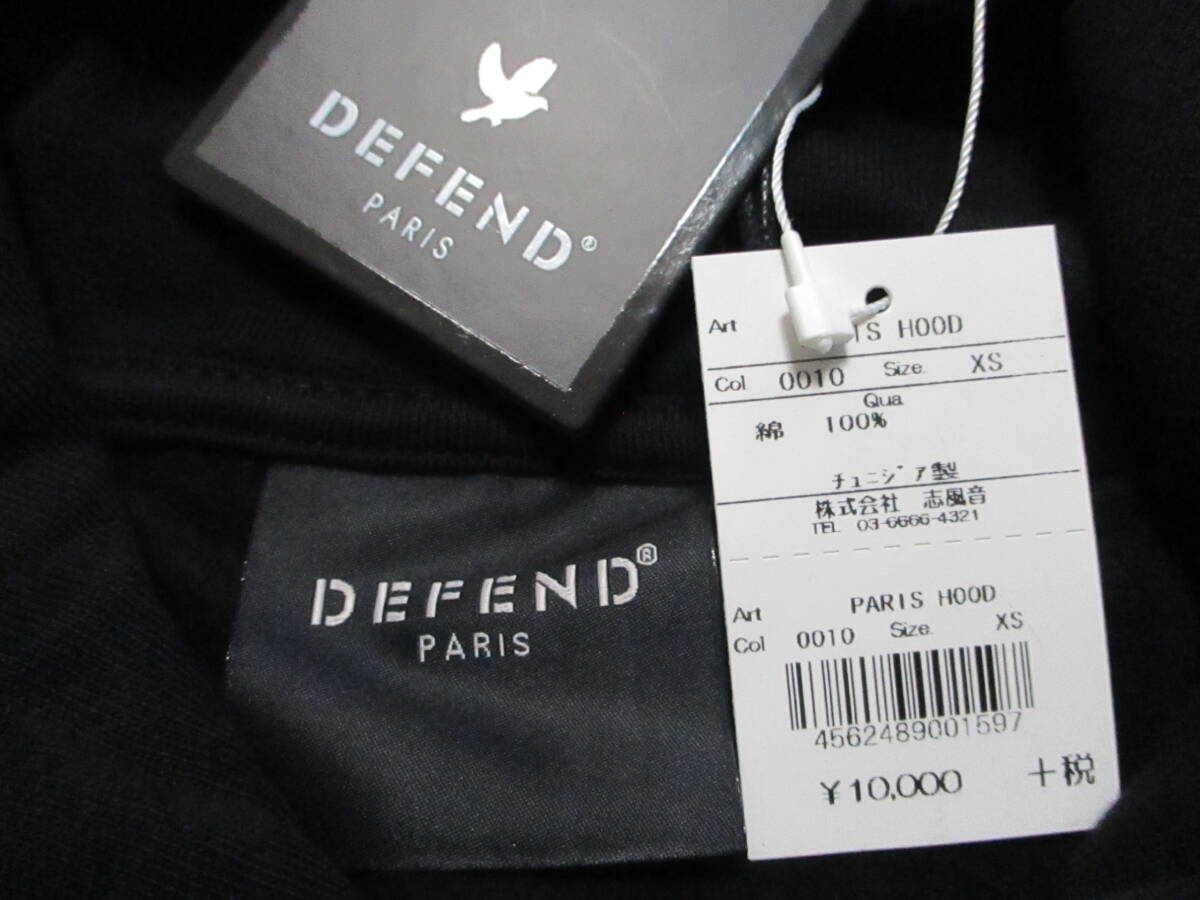 DEFEND®
PARIS
Art IS HOOD
Col 0010 Size. XS
Qua
綿 100%
チュニジア製
株式会社 志風音
TEL 03-6666-4321
Art PARIS HOOD
Col 0010 Size. XS
4562489001597
¥10,000 +税
DEFEND®
PARIS